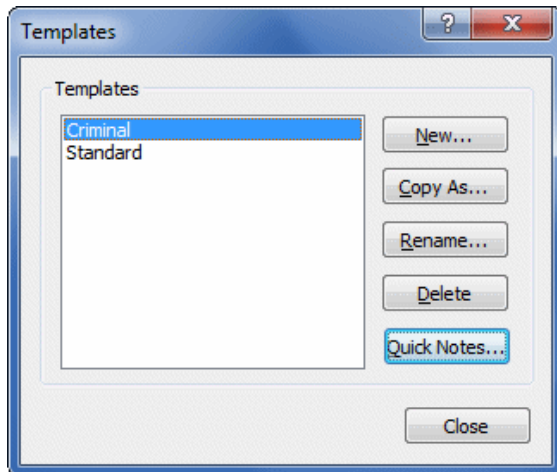 Templates
Templates
Criminal
Standard
New...
Copy As...
Rename...
Delete
Quick Notes...
Close